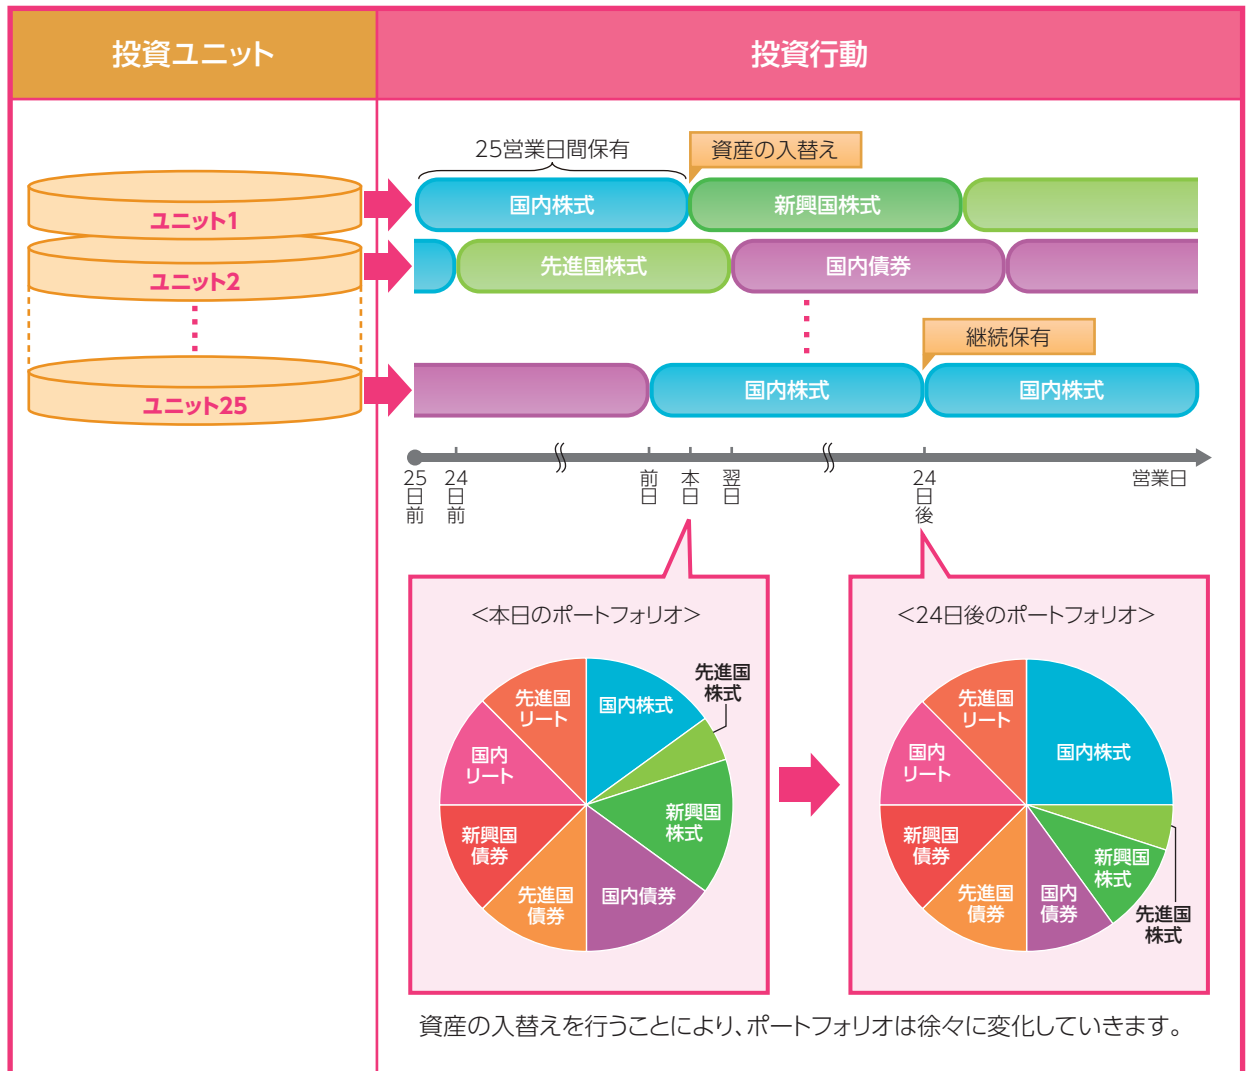 投資ユニット
投資行動
25営業日間保有
資産の入替え
ユニット1
国内株式
新興国株式
ユニット2
先進国株式
国内債券
継続保有
ユニット25
国内株式
国内株式
25日前
24日前
前日
本日
翌日
24日後
営業日
<本日のポートフォリオ>
国内株式
先進国
株式
新興国
株式
国内債券
先進国
債券
新興国
債券
国内
リート
先進国
リート
<24日後のポートフォリオ>
国内株式
先進国
株式
新興国
株式
国内
債券
先進国
債券
新興国
債券
国内
リート
先進国
リート
資産の入替えを行うことにより、ポートフォリオは徐々に変化していきます。